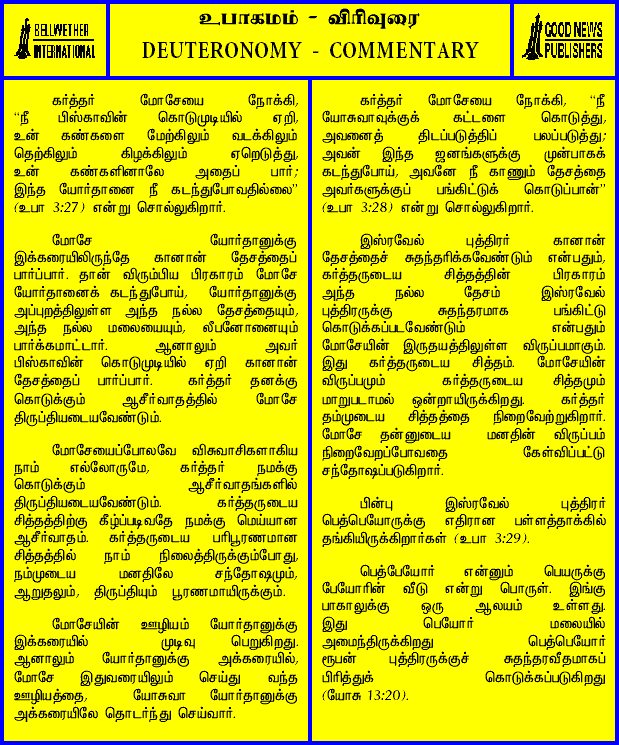 BELLWETHER
INTERNATIONAL
உபாகமம் - விரிவுரை
DEUTERONOMY - COMMENTARY
GOOD NEWS
PUBLISHERS
கர்த்தர் மோசேயை நோக்கி,
“நீ பிஸ்காவின் கொடுமுடியில் ஏறி,
உன் கண்களை மேற்கிலும் வடக்கிலும்
தெற்கிலும் கிழக்கிலும் ஏறெடுத்து,
உன் கண்களினாலே அதைப் பார்;
இந்த யோர்தானை நீ கடந்துபோவதில்லை”
(உபா 3:27) என்று சொல்லுகிறார்.
மோசே யோர்தானுக்கு
இக்கரையிலிருந்தே கானான் தேசத்தைப்
பார்ப்பார். தான் விரும்பிய பிரகாரம் மோசே
யோர்தானைக் கடந்துபோய், யோர்தானுக்கு
அப்புறத்திலுள்ள அந்த நல்ல தேசத்தையும்,
அந்த நல்ல மலையையும், லீபனோனையும்
பார்க்கமாட்டார். ஆனாலும் அவர்
பிஸ்காவின் கொடுமுடியில் ஏறி கானான்
தேசத்தைப் பார்ப்பார். கர்த்தர் தனக்கு
கொடுக்கும் ஆசீர்வாதத்தில் மோசே
திருப்தியடையவேண்டும்.
மோசேயைப்போலவே விசுவாசிகளாகிய
நாம் எல்லோருமே, கர்த்தர் நமக்கு
கொடுக்கும் ஆசீர்வாதங்களில்
திருப்தியடையவேண்டும். கர்த்தருடைய
சித்தத்திற்கு கீழ்ப்படிவதே நமக்கு மெய்யான
ஆசீர்வாதம். கர்த்தருடைய பரிபூரணமான
சித்தத்தில் நாம் நிலைத்திருக்கும்போது,
நம்முடைய மனதிலே சந்தோஷமும்,
ஆறுதலும், திருப்தியும் பூரணமாயிருக்கும்.
மோசேயின் ஊழியம் யோர்தானுக்கு
இக்கரையில் முடிவு பெறுகிறது.
ஆனாலும் யோர்தானுக்கு அக்கரையில்,
மோசே இதுவரையிலும் செய்து வந்த
ஊழியத்தை, யோசுவா யோர்தானுக்கு
அக்கரையிலே தொடர்ந்து செய்வார்.
கர்த்தர் மோசேயை நோக்கி, “நீ
யோசுவாவுக்குக் கட்டளை கொடுத்து,
அவனைத் திடப்படுத்திப் பலப்படுத்து;
அவன் இந்த ஜனங்களுக்கு முன்பாகக்
கடந்துபோய், அவனே நீ காணும் தேசத்தை
அவர்களுக்குப் பங்கிட்டுக் கொடுப்பான்”
(உபா 3:28) என்று சொல்லுகிறார்.
இஸ்ரவேல் புத்திரர் கானான்
தேசத்தைச் சுதந்தரிக்கவேண்டும் என்பதும்,
கர்த்தருடைய சித்தத்தின் பிரகாரம்
அந்த நல்ல தேசம் இஸ்ரவேல்
புத்திரருக்கு சுதந்தரமாக பங்கிட்டு
கொடுக்கப்படவேண்டும் என்பதும்
மோசேயின் இருதயத்திலுள்ள விருப்பமாகும்.
இது கர்த்தருடைய சித்தம். மோசேயின்
விருப்பமும் கர்த்தருடைய சித்தமும்
மாறுபடாமல் ஒன்றாயிருக்கிறது. கர்த்தர்
தம்முடைய சித்தத்தை நிறைவேற்றுகிறார்.
மோசே தன்னுடைய மனதின் விருப்பம்
நிறைவேறப்போவதை கேள்விப்பட்டு
சந்தோஷப்படுகிறார்.
பின்பு இஸ்ரவேல் புத்திரர்
பெத்பெயோருக்கு எதிரான பள்ளத்தாக்கில்
தங்கியிருக்கிறார்கள் (உபா 3:29).
பெத்பேயோர் என்னும் பெயருக்கு
பேயோரின் வீடு என்று பொருள். இங்கு
பாகாலுக்கு ஒரு ஆலயம் உள்ளது.
இது பெயோர் மலையில்
அமைந்திருக்கிறது பெத்பெயோர்
ரூபன் புத்திரருக்குச் சுதந்தரவீதமாகப்
பிரித்துக் கொடுக்கப்படுகிறது
(யோசு 13:20).